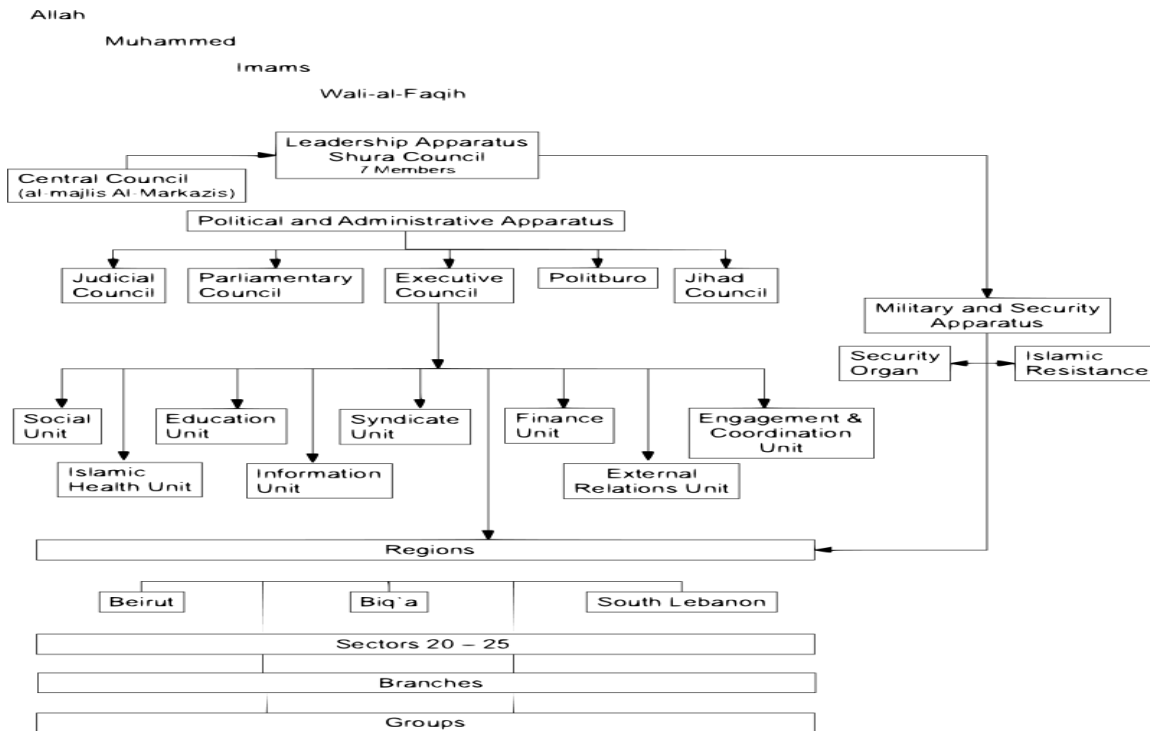 Allah
Muhammed
Imams
Wali-al-Faqih
Leadership Apparatus
Shura Council
7 Members
Central Council
(al-majlis Al-Markazis)
Political and Administrative Apparatus
Judicial
Council
Parliamentary
Council
Executive
Council
Politburo
Jihad
Council
Military and Security
Apparatus
Security
Organ
Islamic
Resistance
Social
Unit
Education
Unit
Syndicate
Unit
Finance
Unit
Engagement &
Coordination
Unit
Islamic
Health Unit
Information
Unit
External
Relations Unit
Regions
Beirut
Biq`a
South Lebanon
Sectors 20 – 25
Branches
Groups